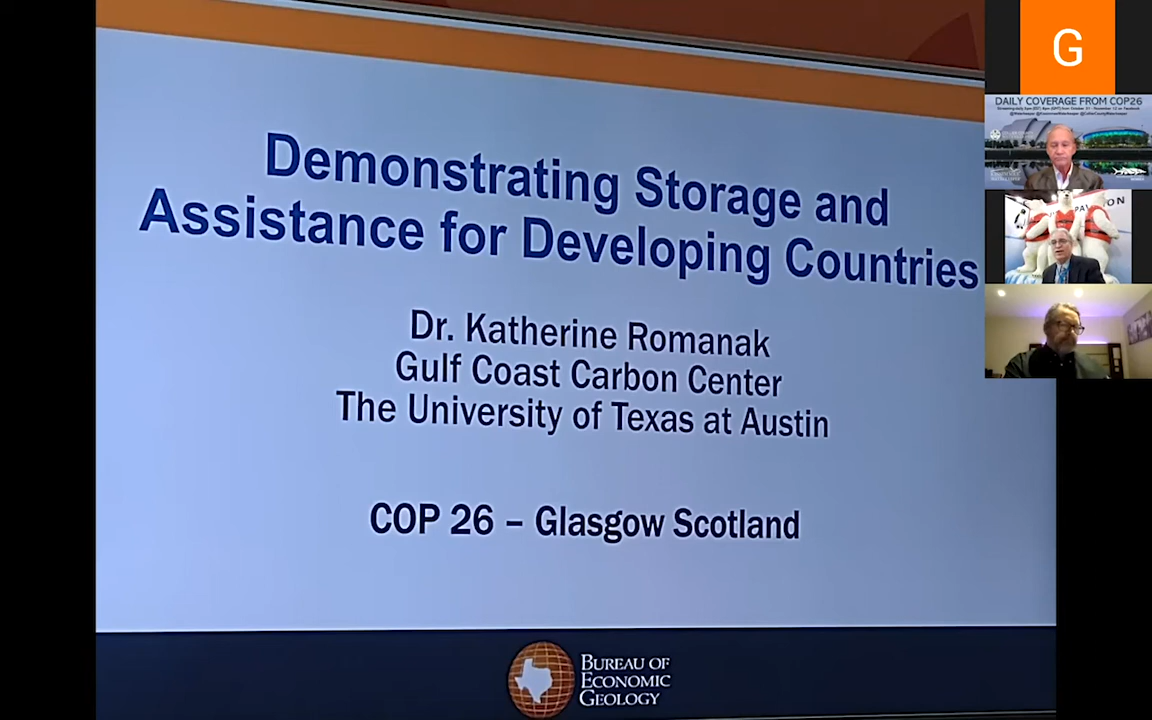 Demonstrating Storage and
Assistance for Developing Countries
Dr. Katherine Romanak
Gulf Coast Carbon Center
The University of Texas at Austin
COP 26 – Glasgow Scotland
BUREAU OF
ECONOMIC
GEOLOGY
G
DAILY COVERAGE FROM COP26